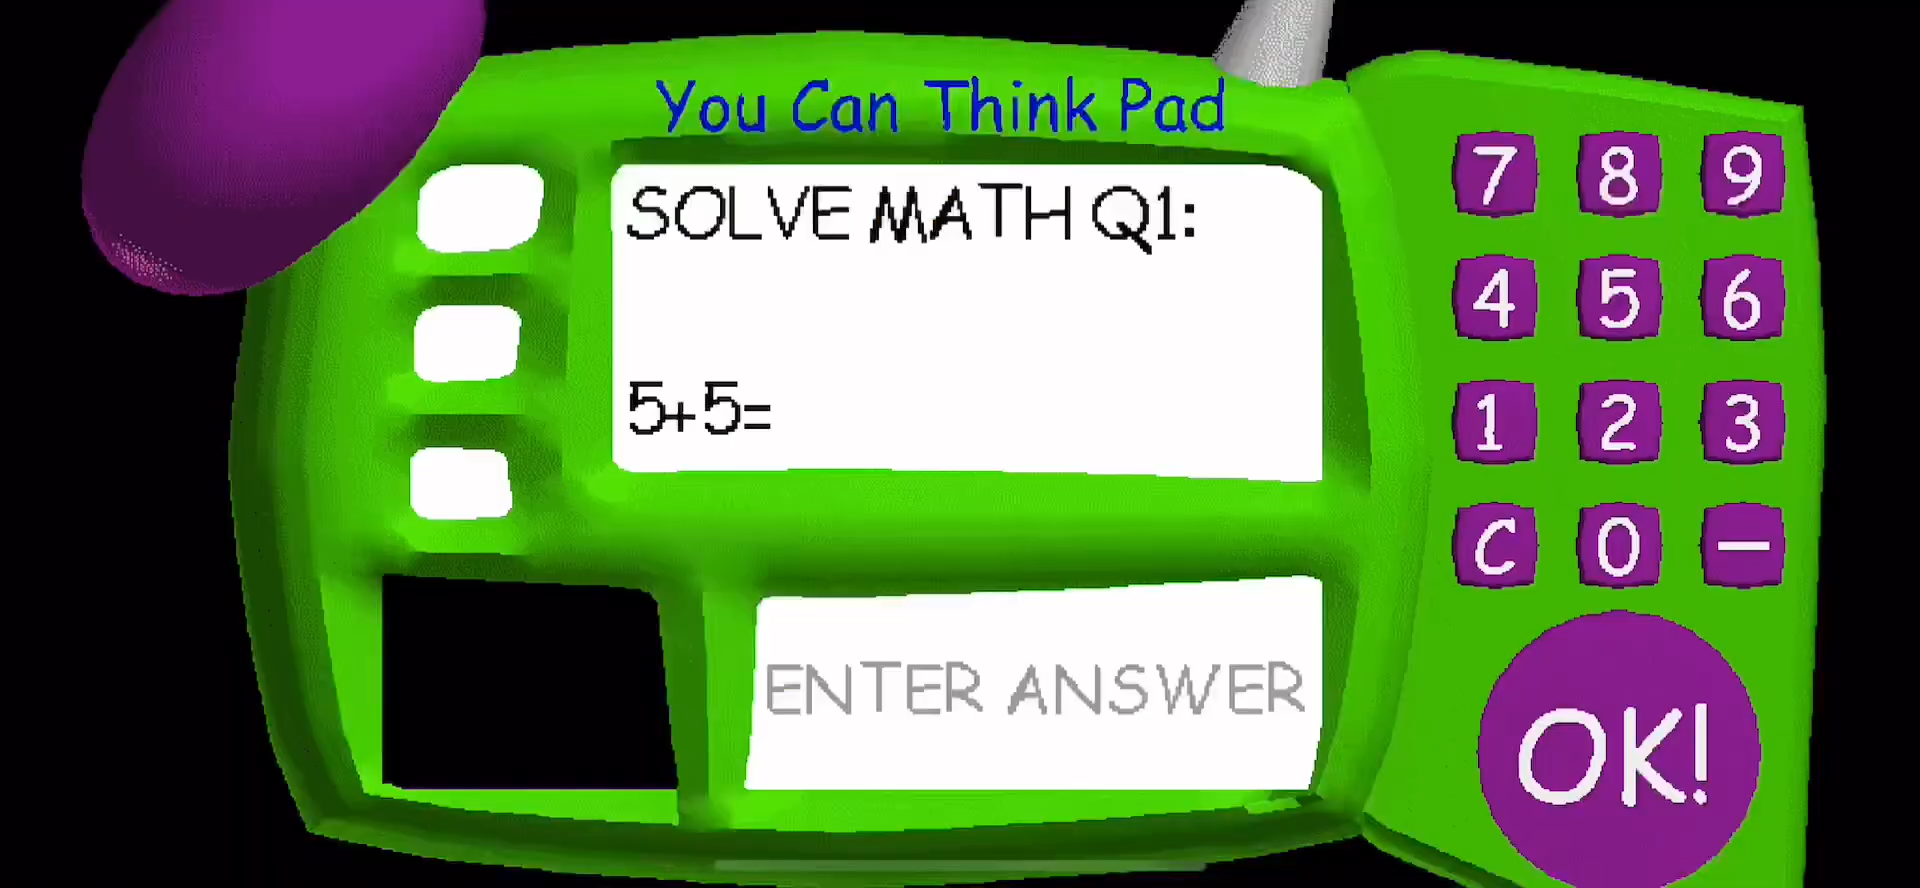 You Can Think Pad
SOLVE MATH Q1:
5+5=
ENTER ANSWER
7 8 9
4 5 6
1 2 3
C 0 –
OK!